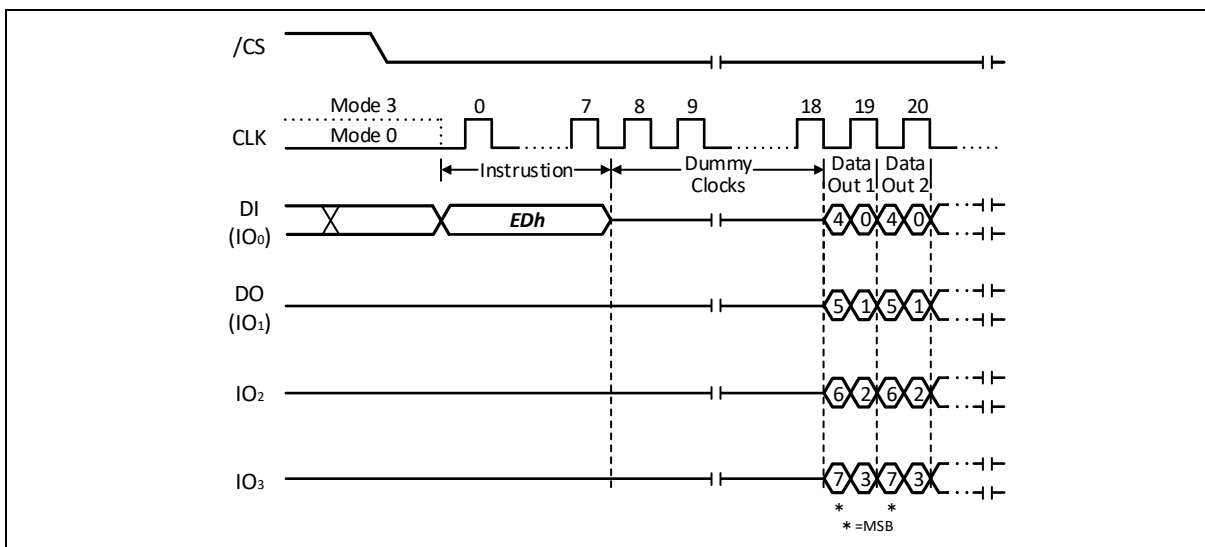 /CS
Mode 3 0 7 8 9 18 19 20
CLK Mode 0
Instrustion Dummy Clocks Data Out 1 Data Out 2
DI (IO0) EDh 4 0 4 0
DO (IO1) 5 1 5 1
IO2 6 2 6 2
IO3 7 3 7 3
* *
* =MSB